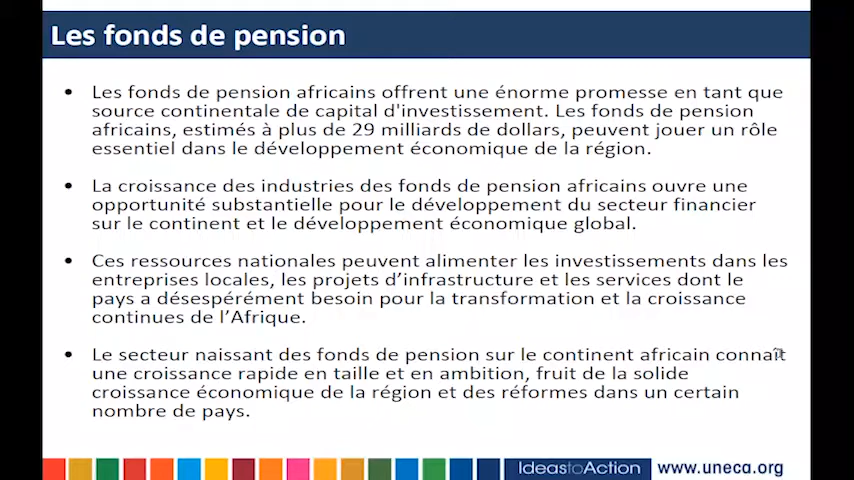 Les fonds de pension
• Les fonds de pension africains offrent une énorme promesse en tant que
source continentale de capital d'investissement. Les fonds de pension
africains, estimés à plus de 29 milliards de dollars, peuvent jouer un rôle
essentiel dans le développement économique de la région.
• La croissance des industries des fonds de pension africains ouvre une
opportunité substantielle pour le développement du secteur financier
sur le continent et le développement économique global.
• Ces ressources nationales peuvent alimenter les investissements dans les
entreprises locales, les projets d’infrastructure et les services dont le
pays a désespérément besoin pour la transformation et la croissance
continues de l’Afrique.
• Le secteur naissant des fonds de pension sur le continent africain connaît
une croissance rapide en taille et en ambition, fruit de la solide
croissance économique de la région et des réformes dans un certain
nombre de pays.
IdeastoAction www.uneca.org